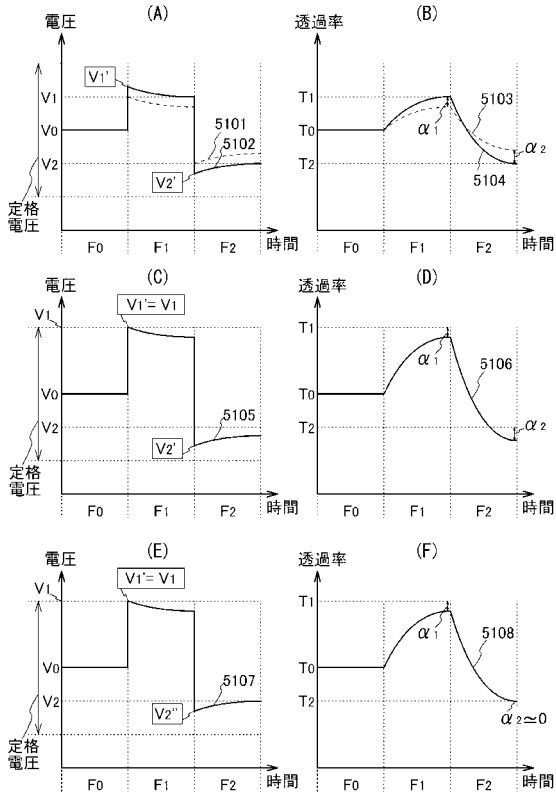 (A)
電圧
V1'
V1
V0
V2
5101
5102
V2'
定格
電圧
F0 F1 F2
時間
(B)
透過率
T1
T0
T2
α1
5103
α2
5104
F0 F1 F2
時間
(C)
電圧
V1
V1'= V1
V0
V2
5105
V2'
定格
電圧
F0 F1 F2
時間
(D)
透過率
T1
α1
5106
T0
T2
α2
F0 F1 F2
時間
(E)
電圧
V1
V1'= V1
V0
V2
5107
V2''
定格
電圧
F0 F1 F2
時間
(F)
透過率
T1
α1
5108
T0
T2
α2≃0
F0 F1 F2
時間